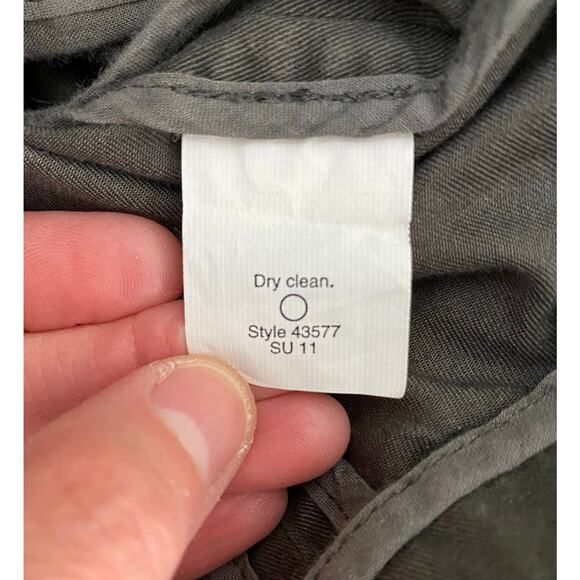 Dry clean.
Style 43577
SU 11